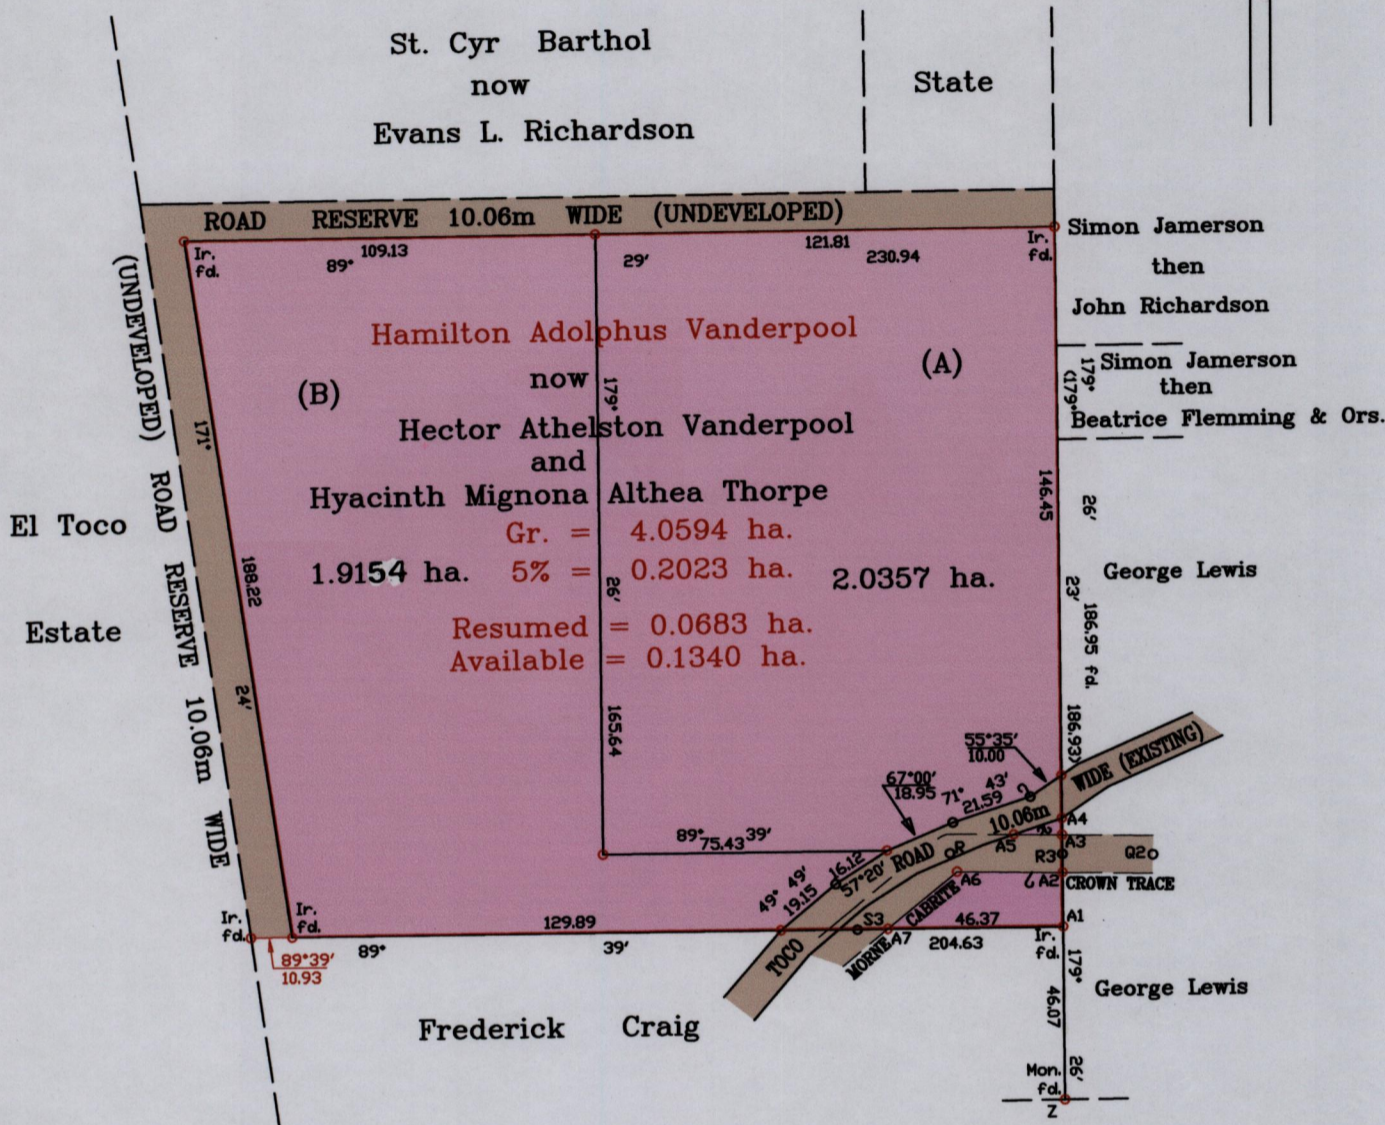 St. Cyr Barthol
now
Evans L. Richardson
State
ROAD RESERVE 10.06m WIDE (UNDEVELOPED)
Ir.
fd.
109.13
89° 29'
121.81
230.94
Ir.
fd.
Simon Jamerson
then
John Richardson
Simon Jamerson
then
Beatrice Flemming & Ors.
179°
(179°
26'
23'
186.95 fd.
186.93)
146.45
George Lewis
(UNDEVELOPED) ROAD RESERVE 10.06m WIDE
171° 24'
188.22
El Toco
Estate
Hamilton Adolphus Vanderpool
now
Hector Athelston Vanderpool
and
Hyacinth Mignona Althea Thorpe
(B)
(A)
179° 26'
165.64
Gr. = 4.0594 ha.
1.9154 ha.
5% = 0.2023 ha.
2.0357 ha.
Resumed = 0.0683 ha.
Available = 0.1340 ha.
55°35'
10.00
67°00'
18.95
71° 43'
21.59
89° 39'
75.43
16.12
57°20'
49° 49'
19.15
TOCO ROAD 10.06m WIDE (EXISTING)
A4
A3
A5
R
R3
Q2
A2
A6
CROWN TRACE
MORNE CABRITE
A1
S3
A7
46.37
204.63
Ir.
fd.
Ir.
fd.
Ir.
fd.
129.89
89° 39'
89°39'
10.93
179° 26'
46.07
George Lewis
Frederick Craig
Mon.
fd.
Z